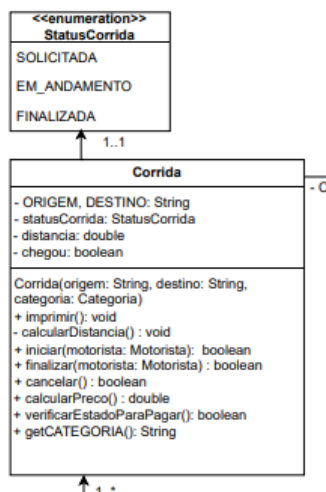 <<enumeration>>
StatusCorrida
SOLICITADA
EM_ANDAMENTO
FINALIZADA
1..1
Corrida
- ORIGEM, DESTINO: String
- statusCorrida: StatusCorrida
- distancia: double
- chegou: boolean
Corrida(origem: String, destino: String,
categoria: Categoria)
+ imprimir(): void
- calcularDistancia() : void
+ iniciar(motorista: Motorista): boolean
+ finalizar(motorista: Motorista) : boolean
+ cancelar() : boolean
+ calcularPreco() : double
+ verificarEstadoParaPagar(): boolean
+ getCATEGORIA(): String
1..*